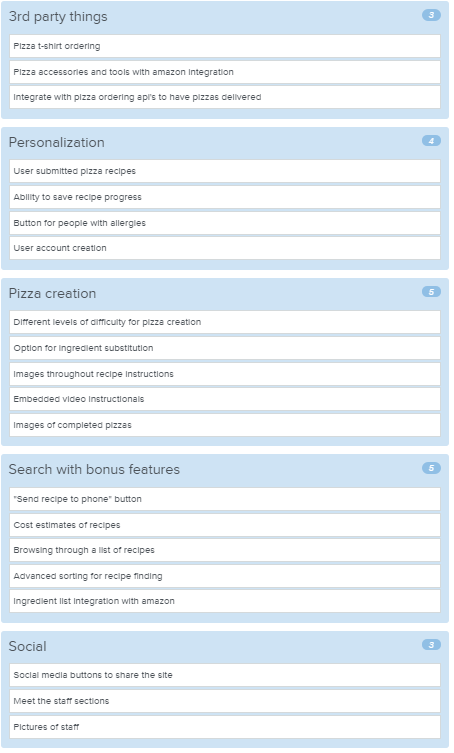 3rd party things
3
Pizza t-shirt ordering
Pizza accessories and tools with amazon integration
Integrate with pizza ordering api's to have pizzas delivered
Personalization
4
User submitted pizza recipes
Ability to save recipe progress
Button for people with allergies
User account creation
Pizza creation
5
Different levels of difficulty for pizza creation
Option for ingredient substitution
Images throughout recipe instructions
Embedded video instructionals
Images of completed pizzas
Search with bonus features
5
"Send recipe to phone" button
Cost estimates of recipes
Browsing through a list of recipes
Advanced sorting for recipe finding
Ingredient list integration with amazon
Social
3
Social media buttons to share the site
Meet the staff sections
Pictures of staff